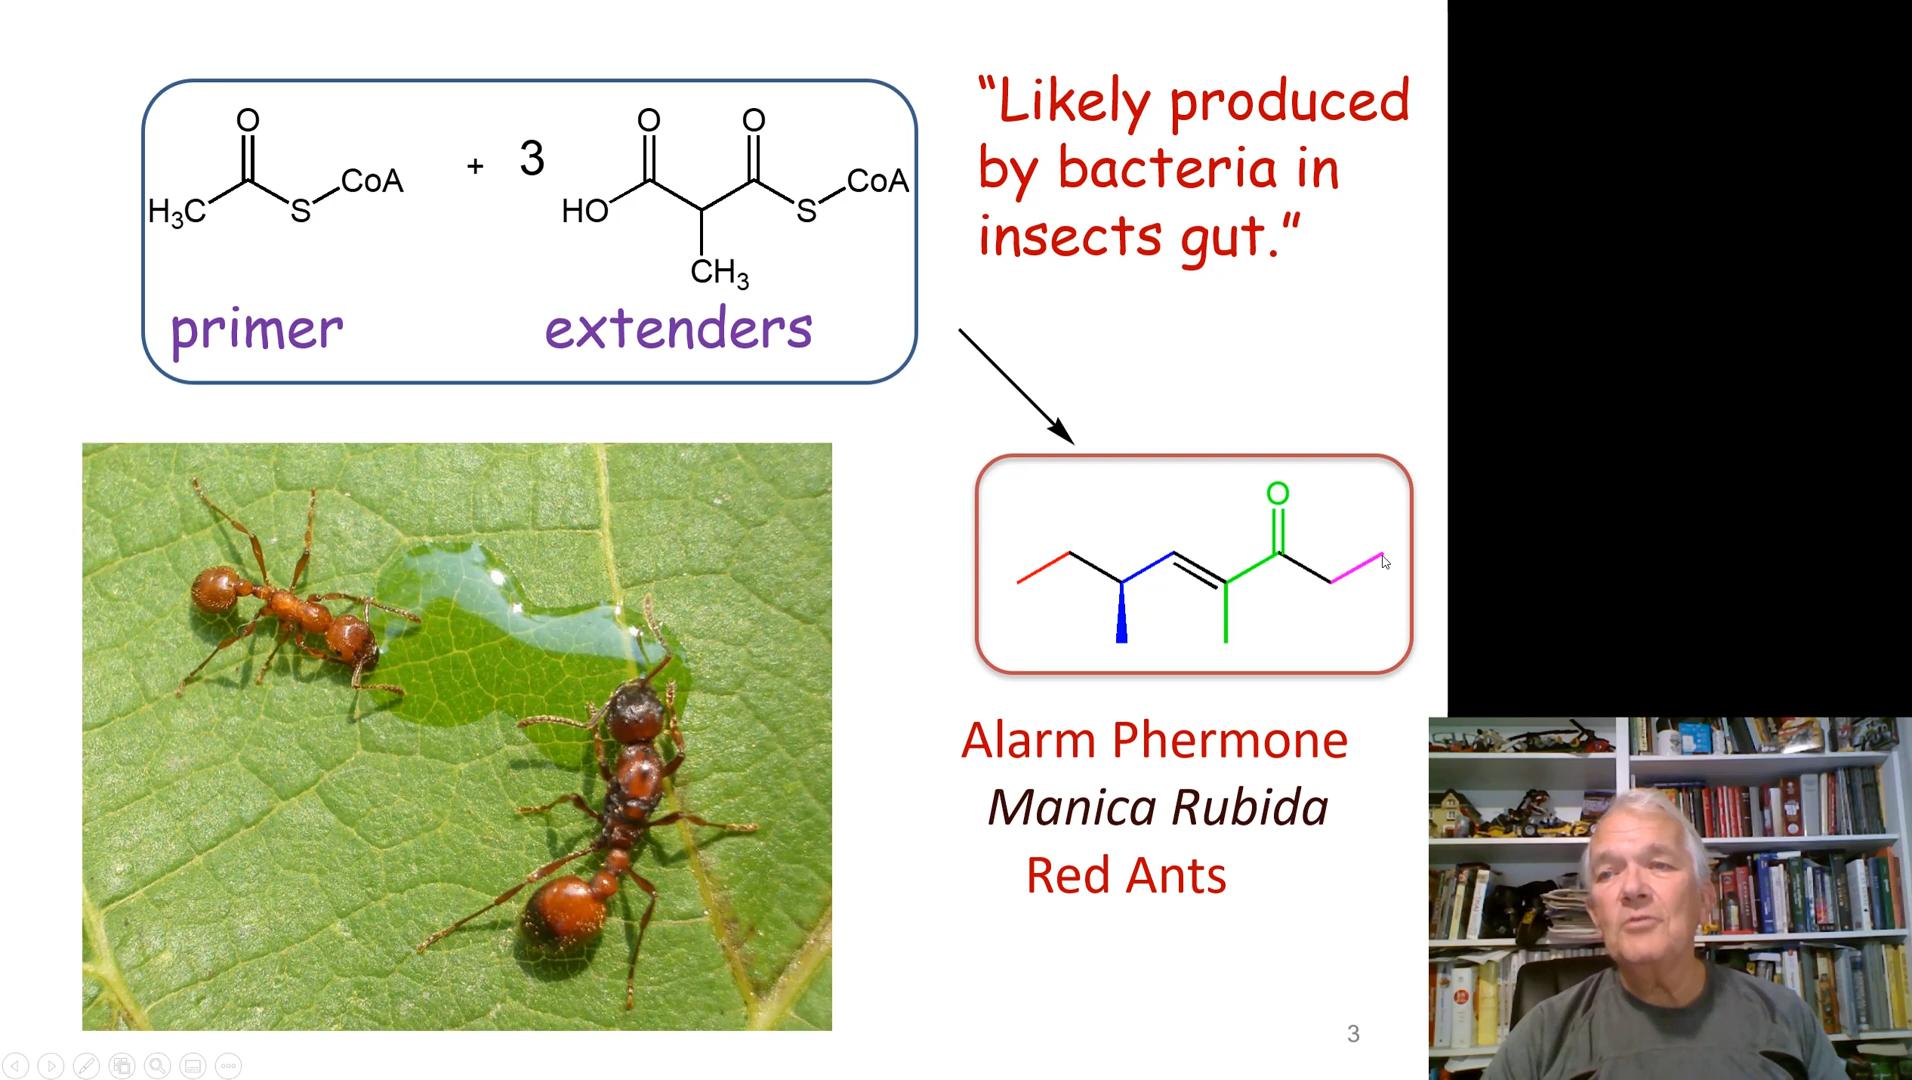 O
O
O
H₃C
S
CoA
+
3
HO
S
CoA
CH₃
primer
extenders
“Likely produced
by bacteria in
insects gut.”
O
Alarm Phermone
Manica Rubida
Red Ants
3